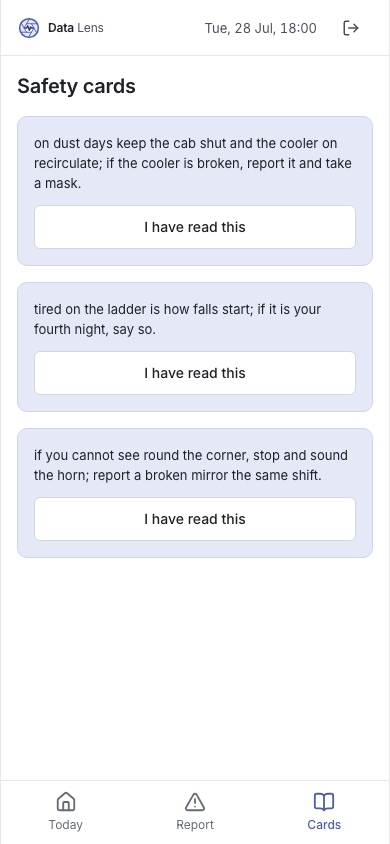 Data Lens
Tue, 28 Jul, 18:00
Safety cards
on dust days keep the cab shut and the cooler on
recirculate; if the cooler is broken, report it and take
a mask.
I have read this
tired on the ladder is how falls start; if it is your
fourth night, say so.
I have read this
if you cannot see round the corner, stop and sound
the horn; report a broken mirror the same shift.
I have read this
Today
Report
Cards